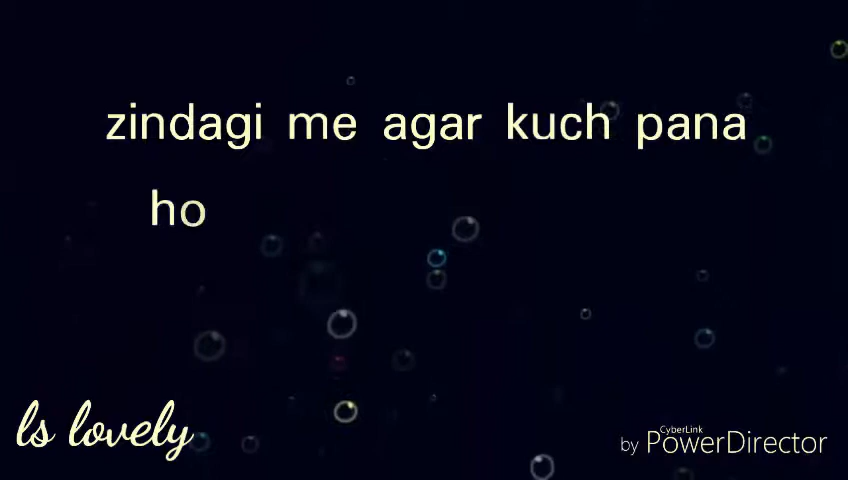 zindagi me agar kuch pana
ho
ls lovely
by CyberLink PowerDirector